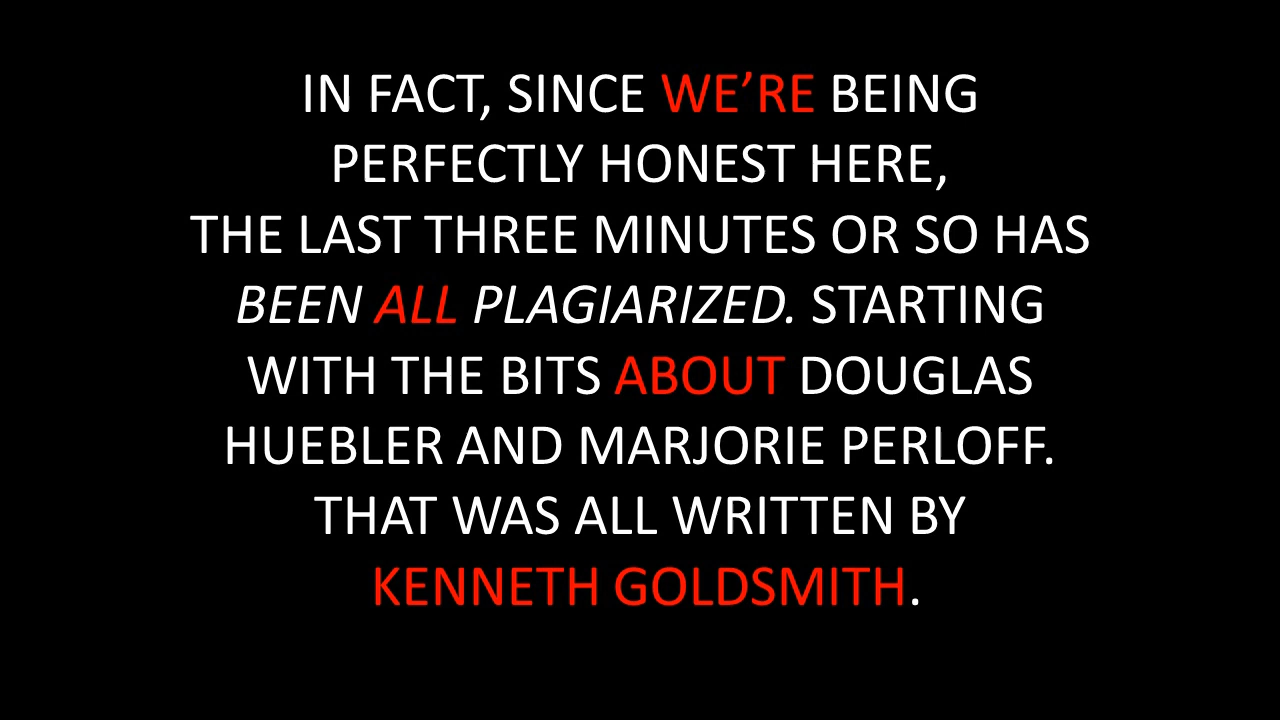 IN FACT, SINCE WE’RE BEING
PERFECTLY HONEST HERE,
THE LAST THREE MINUTES OR SO HAS
BEEN ALL PLAGIARIZED. STARTING
WITH THE BITS ABOUT DOUGLAS
HUEBLER AND MARJORIE PERLOFF.
THAT WAS ALL WRITTEN BY
KENNETH GOLDSMITH.